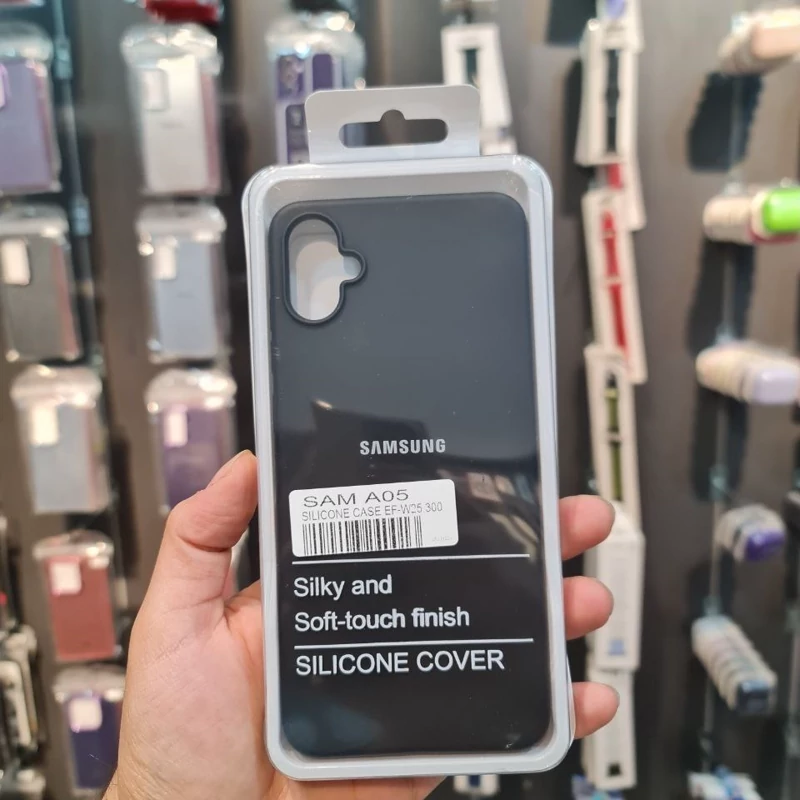 SAMSUNG
SAM A05
SILICONE CASE EF-W25 300
Silky and
Soft-touch finish
SILICONE COVER